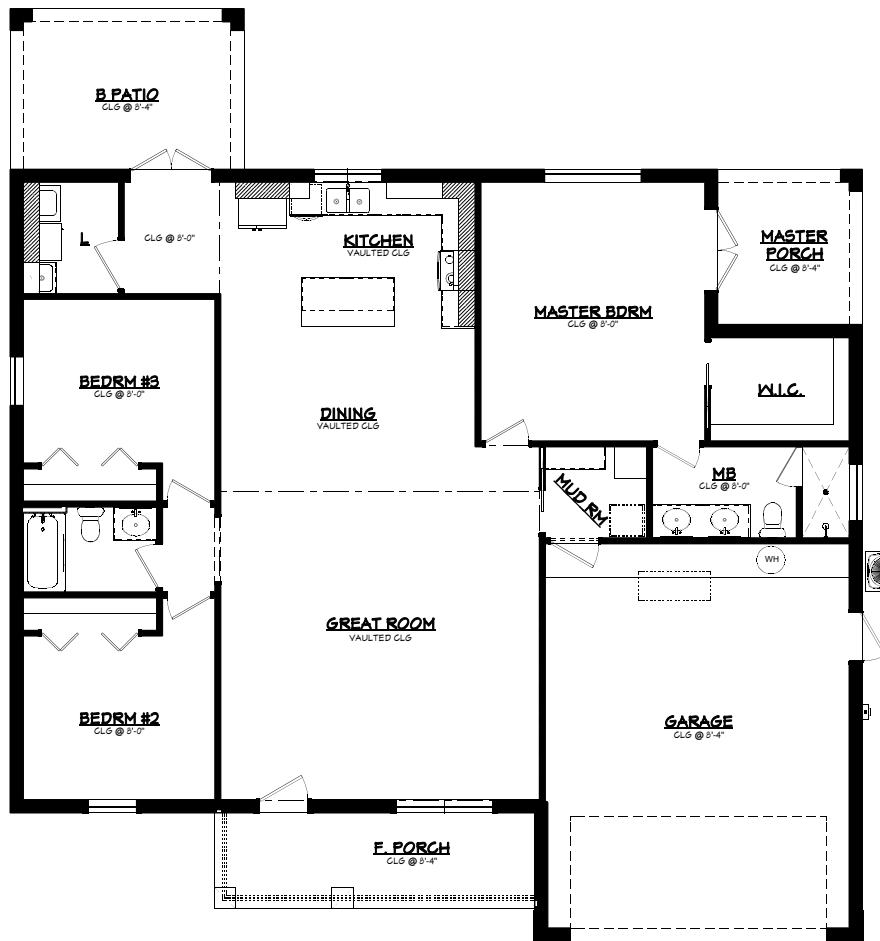 B PATIO
CLG @ 8'-4"
L
CLG @ 8'-0"
KITCHEN
VAULTED CLG
MASTER
PORCH
CLG @ 8'-4"
MASTER BDRM
CLG @ 8'-0"
BEDRM #3
CLG @ 8'-0"
DINING
VAULTED CLG
W.I.C.
MUD RM
MB
CLG @ 8'-0"
WH
GREAT ROOM
VAULTED CLG
BEDRM #2
CLG @ 8'-0"
GARAGE
CLG @ 8'-4"
F. PORCH
CLG @ 8'-4"